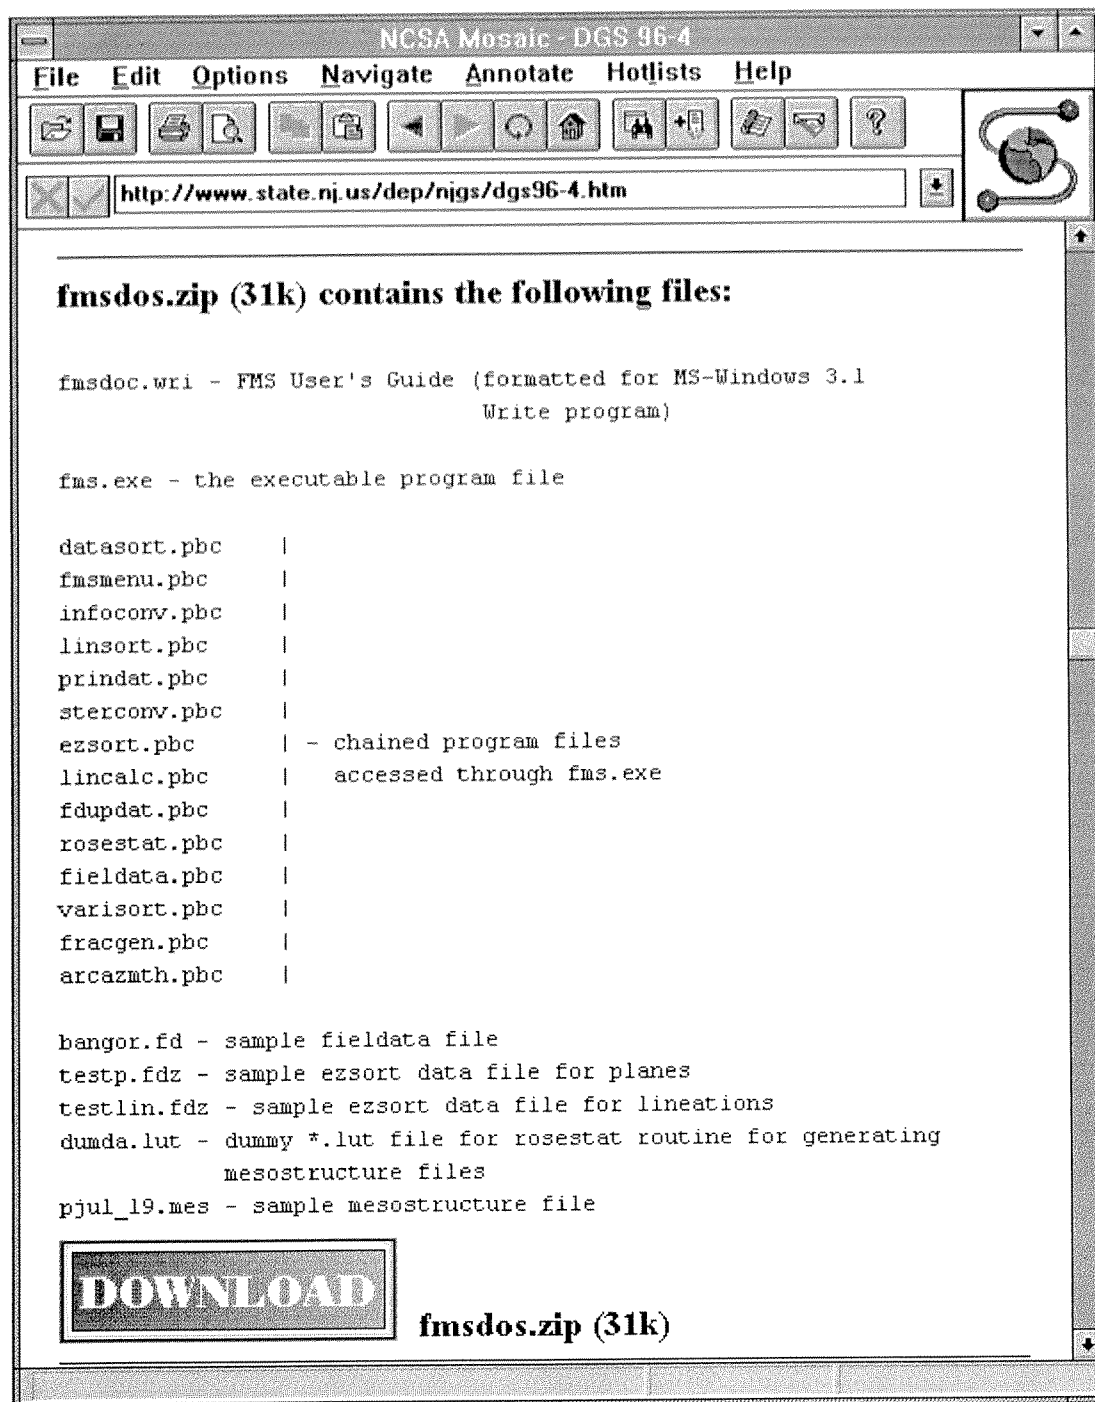 NCSA Mosaic - DGS 96-4
File Edit Options Navigate Annotate Hotlists Help
http://www.state.nj.us/dep/njgs/dgs96-4.htm
fmsdos.zip (31k) contains the following files:
fmsdoc.wri - FMS User's Guide (formatted for MS-Windows 3.1
Write program)
fms.exe - the executable program file
datasort.pbc |
fmsmenu.pbc |
infoconv.pbc |
linsort.pbc |
prindat.pbc |
sterconv.pbc |
ezsort.pbc | - chained program files
lincalc.pbc | accessed through fms.exe
fdupdat.pbc |
rosestat.pbc |
fieldata.pbc |
varisort.pbc |
fracgen.pbc |
arcazmth.pbc |
bangor.fd - sample fieldata file
testp.fdz - sample ezsort data file for planes
testlin.fdz - sample ezsort data file for lineations
dumda.lut - dummy *.lut file for rosestat routine for generating
mesostructure files
pjul_19.mes - sample mesostructure file
DOWNLOAD
fmsdos.zip (31k)